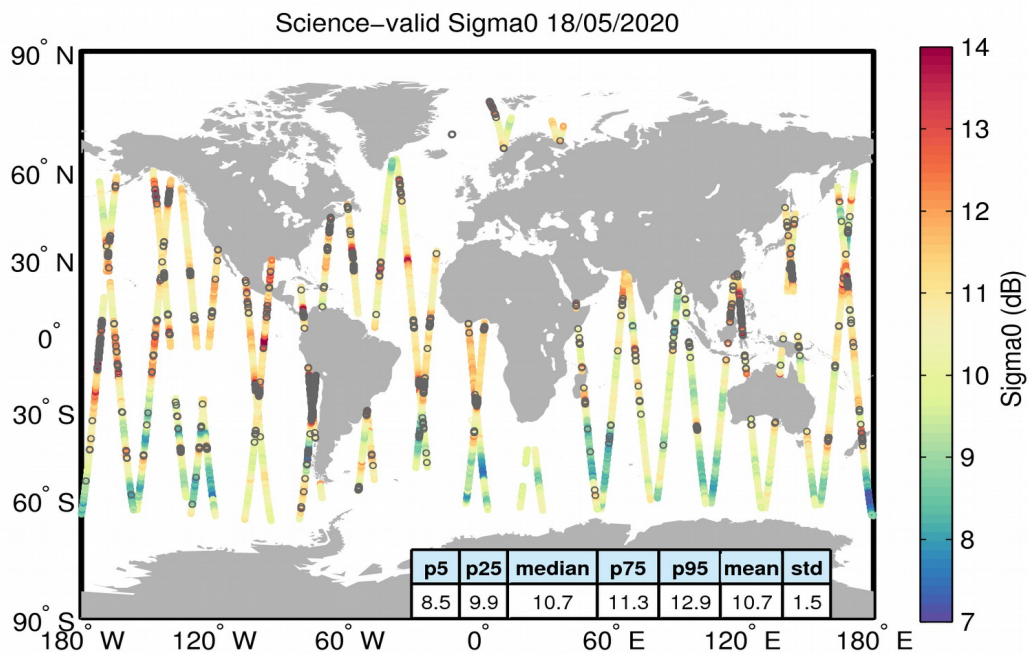 Science−valid Sigma0 18/05/2020
90° N
60° N
30° N
0°
30° S
60° S
90° S
180° W
120° W
60° W
0°
60° E
120° E
180° E
p5 p25 median p75 p95 mean std
8.5 9.9 10.7 11.3 12.9 10.7 1.5
14
13
12
11
10
9
8
7
Sigma0 (dB)